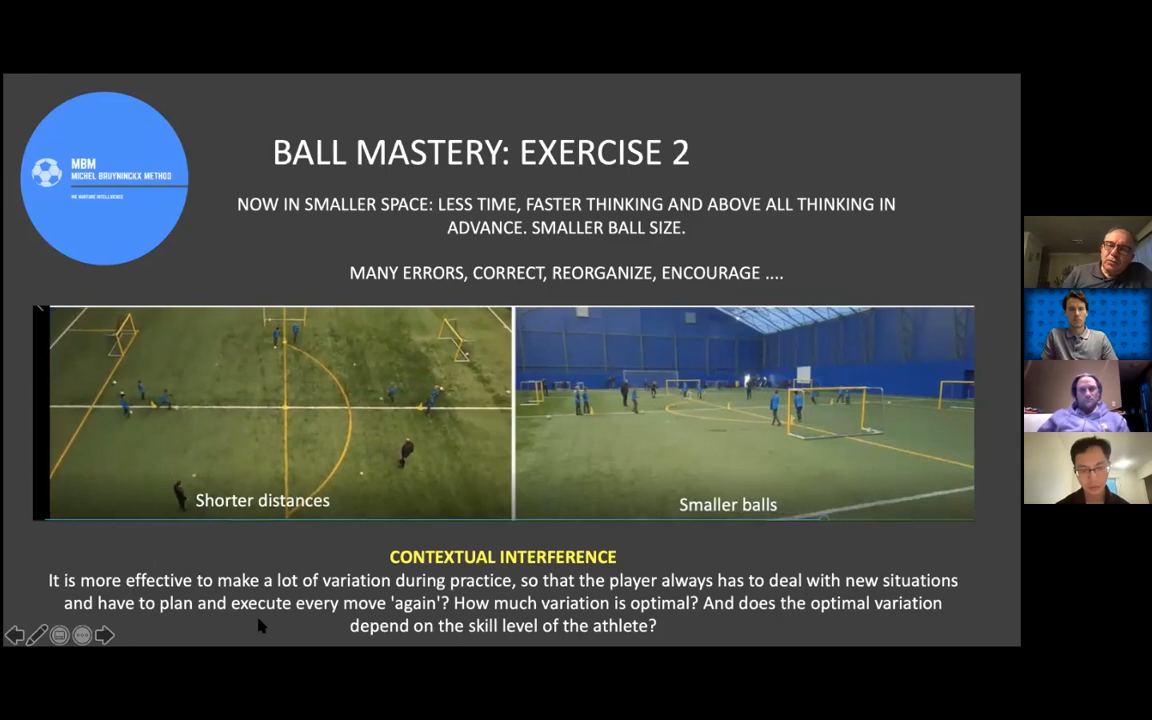 MBM
MICHEL BRUYNINCKX METHOD
BALL MASTERY: EXERCISE 2
NOW IN SMALLER SPACE: LESS TIME, FASTER THINKING AND ABOVE ALL THINKING IN
ADVANCE. SMALLER BALL SIZE.
MANY ERRORS, CORRECT, REORGANIZE, ENCOURAGE ....
Shorter distances
Smaller balls
CONTEXTUAL INTERFERENCE
It is more effective to make a lot of variation during practice, so that the player always has to deal with new situations
and have to plan and execute every move 'again'? How much variation is optimal? And does the optimal variation
depend on the skill level of the athlete?